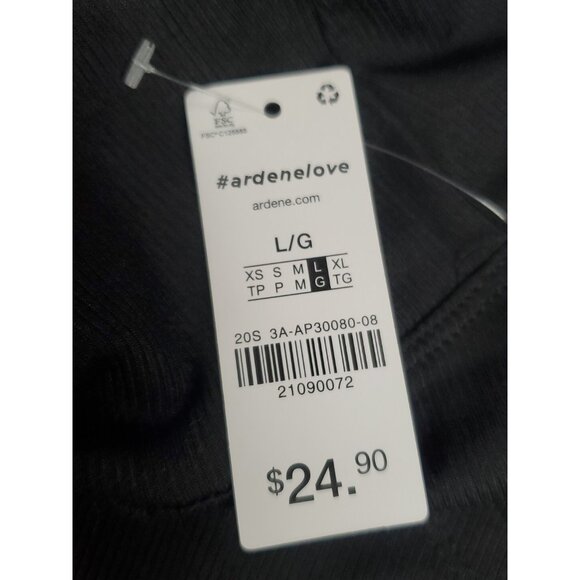 FSC
#ardenelove
ardene.com
L/G
XS S M L XL
TP P M G TG
20S 3A-AP30080-08
21090072
$24.90